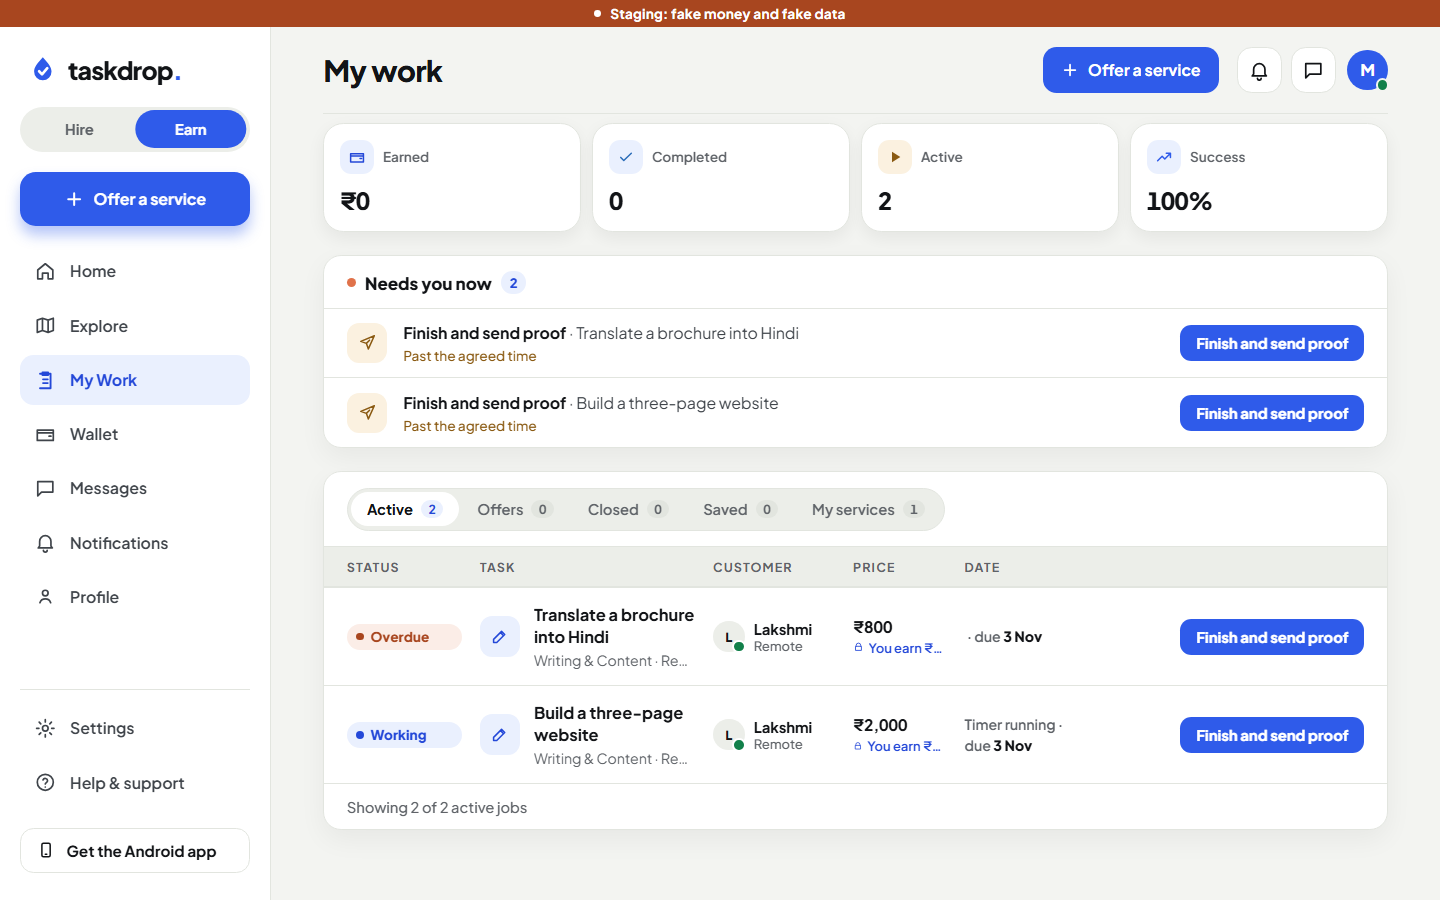 Staging: fake money and fake data
taskdrop.
Hire
Earn
Offer a service
Home
Explore
My Work
Wallet
Messages
Notifications
Profile
Settings
Help & support
Get the Android app
My work
Offer a service
M
Earned
₹0
Completed
0
Active
2
Success
100%
Needs you now 2
Finish and send proof · Translate a brochure into Hindi
Past the agreed time
Finish and send proof
Finish and send proof · Build a three-page website
Past the agreed time
Finish and send proof
Active 2
Offers 0
Closed 0
Saved 0
My services 1
STATUS
TASK
CUSTOMER
PRICE
DATE
Overdue
Translate a brochure
into Hindi
Writing & Content · Re...
L
Lakshmi
Remote
₹800
You earn ₹...
· due 3 Nov
Finish and send proof
Working
Build a three-page
website
Writing & Content · Re...
L
Lakshmi
Remote
₹2,000
You earn ₹...
Timer running ·
due 3 Nov
Finish and send proof
Showing 2 of 2 active jobs